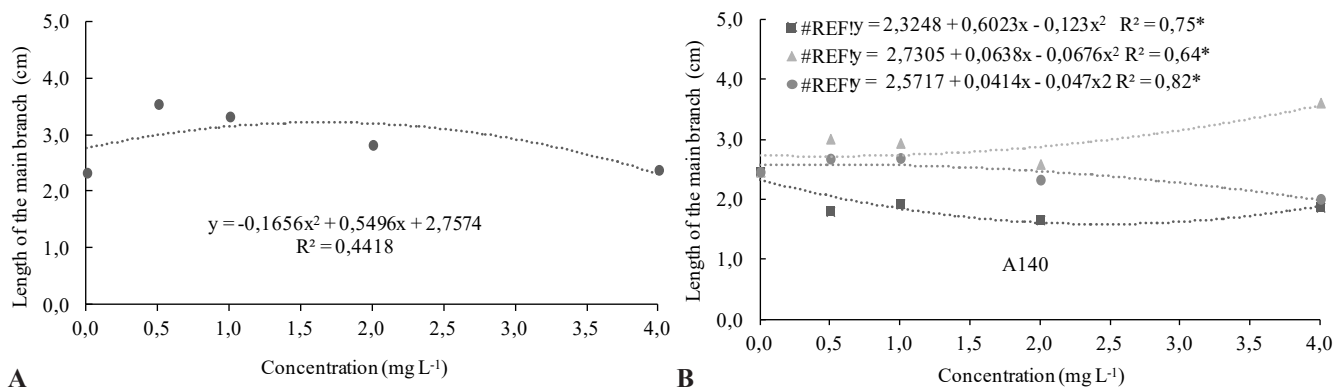 Length of the main branch (cm)
5,0
4,0
3,0
2,0
1,0
0,0
y = -0,1656x² + 0,5496x + 2,7574
R² = 0,4418
0,0 0,5 1,0 1,5 2,0 2,5 3,0 3,5 4,0
Concentration (mg L⁻¹)
A
Length of the main branch (cm)
5,0
4,0
3,0
2,0
1,0
0,0
#REF! y = 2,3248 + 0,6023x - 0,123x² R² = 0,75*
#REF! y = 2,7305 + 0,0638x - 0,0676x² R² = 0,64*
#REF! y = 2,5717 + 0,0414x - 0,047x2 R² = 0,82*
A140
0,0 0,5 1,0 1,5 2,0 2,5 3,0 3,5 4,0
Concentration (mg L⁻¹)
B